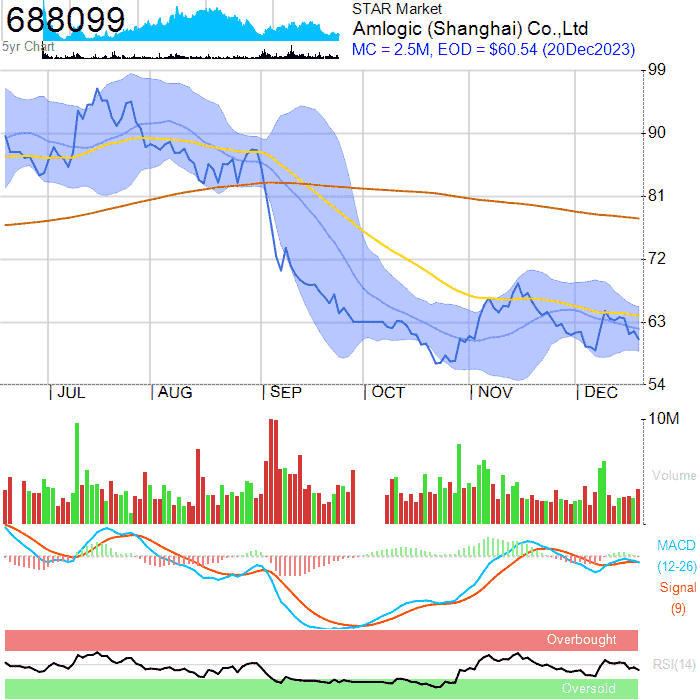 688099
5yr Chart
STAR Market
Amlogic (Shanghai) Co.,Ltd
MC = 2.5M, EOD = $60.54 (20Dec2023)
99
90
81
72
63
54
JUL AUG SEP OCT NOV DEC
10M
Volume
MACD
(12-26)
Signal
(9)
Overbought
RSI(14)
Oversold